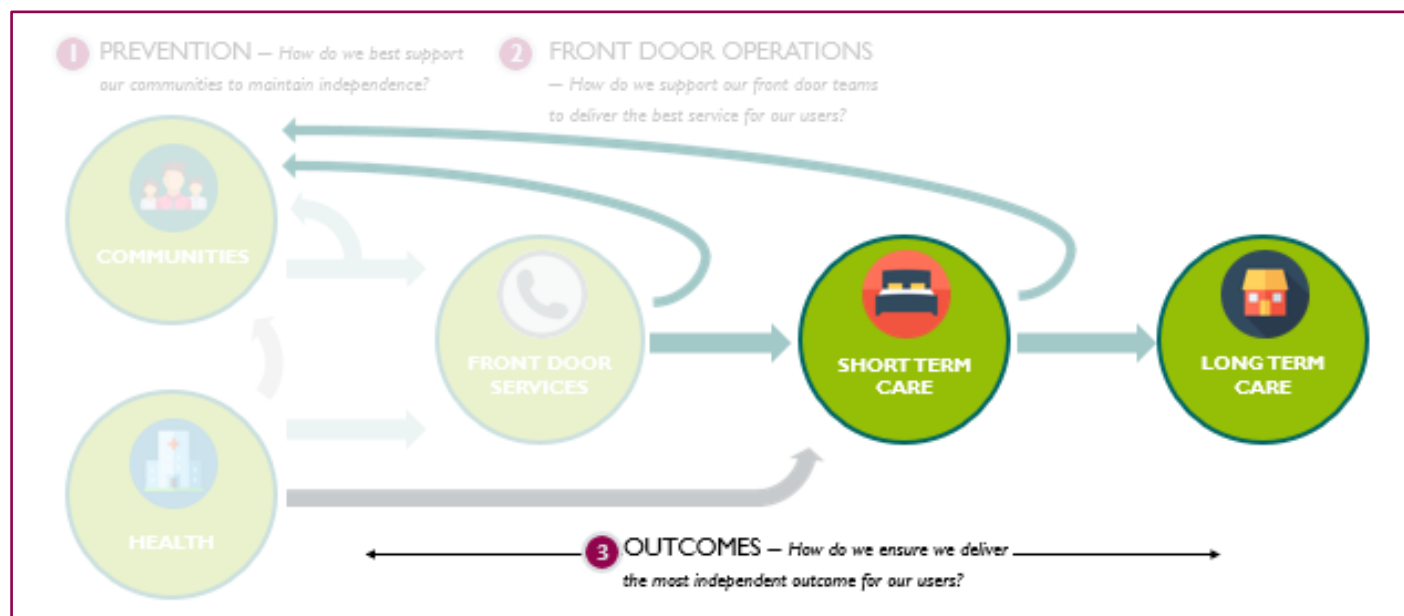 1 PREVENTION – How do we best support
our communities to maintain independence?
2 FRONT DOOR OPERATIONS
– How do we support our front door teams
to deliver the best service for our users?
COMMUNITIES
FRONT DOOR
SERVICES
SHORT TERM
CARE
LONG TERM
CARE
HEALTH
3 OUTCOMES – How do we ensure we deliver
the most independent outcome for our users?